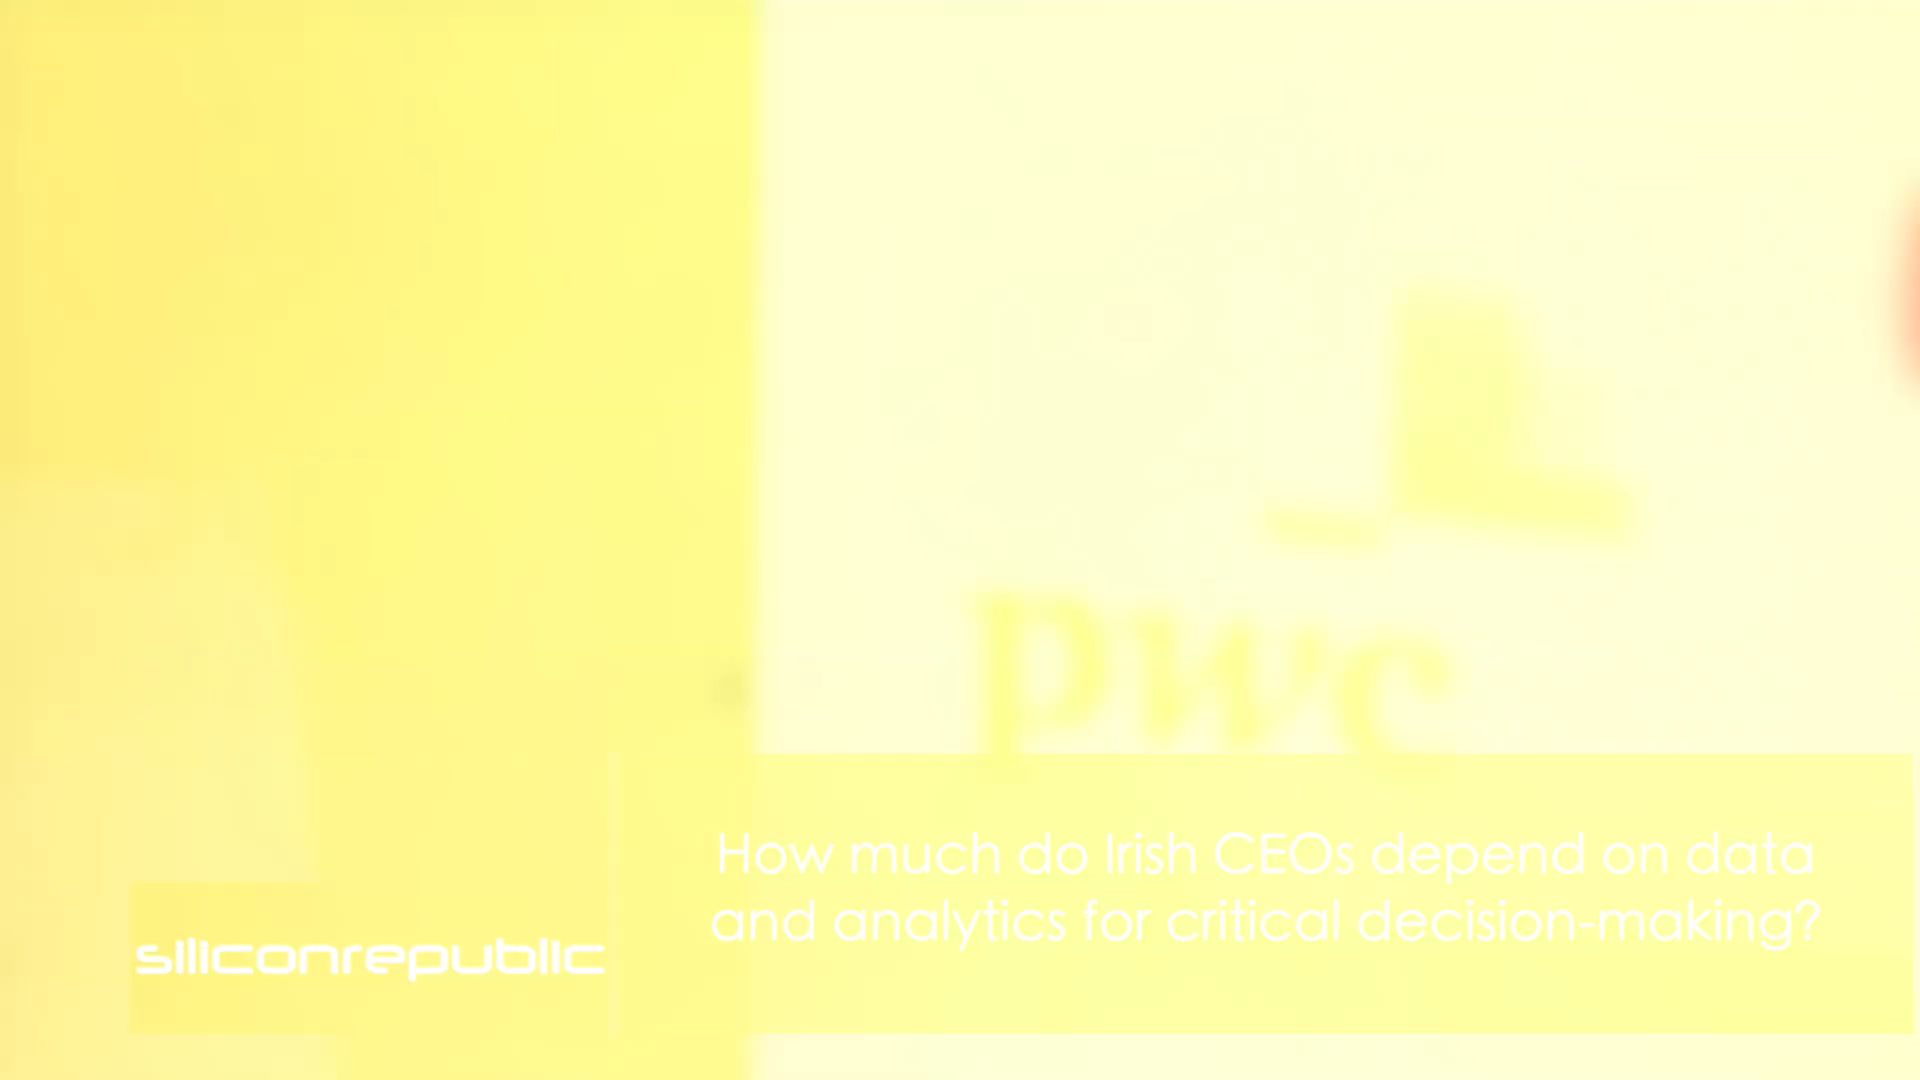 pwc
How much do Irish CEOs depend on data
and analytics for critical decision-making?
siliconrepublic